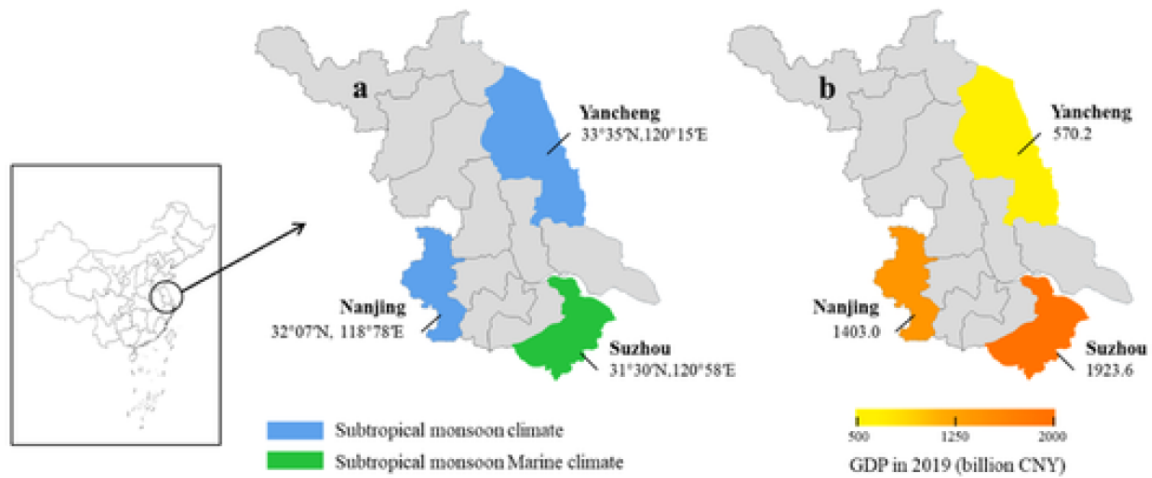 a
Yancheng
33°35'N,120°15'E
Nanjing
32°07'N, 118°78'E
Suzhou
31°30'N,120°58'E
Subtropical monsoon climate
Subtropical monsoon Marine climate
b
Yancheng
570.2
Nanjing
1403.0
Suzhou
1923.6
500 1250 2000
GDP in 2019 (billion CNY)